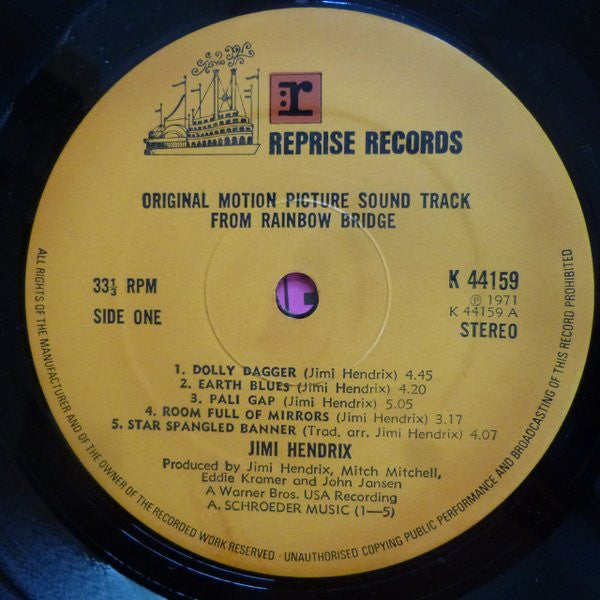 r
REPRISE RECORDS
ORIGINAL MOTION PICTURE SOUND TRACK
FROM RAINBOW BRIDGE
33⅓ RPM
SIDE ONE
K 44159
℗ 1971
K 44159 A
STEREO
1. DOLLY DAGGER (Jimi Hendrix) 4.45
2. EARTH BLUES (Jimi Hendrix) 4.20
3. PALI GAP (Jimi Hendrix) 5.05
4. ROOM FULL OF MIRRORS (Jimi Hendrix) 3.17
5. STAR SPANGLED BANNER (Trad. arr. Jimi Hendrix) 4.07
JIMI HENDRIX
Produced by Jimi Hendrix, Mitch Mitchell,
Eddie Kramer and John Jansen
A Warner Bros. USA Recording
A. SCHROEDER MUSIC (1—5)
ALL RIGHTS OF THE MANUFACTURER AND OF THE OWNER OF THE RECORDED WORK RESERVED · UNAUTHORISED COPYING PUBLIC PERFORMANCE AND BROADCASTING OF THIS RECORD PROHIBITED